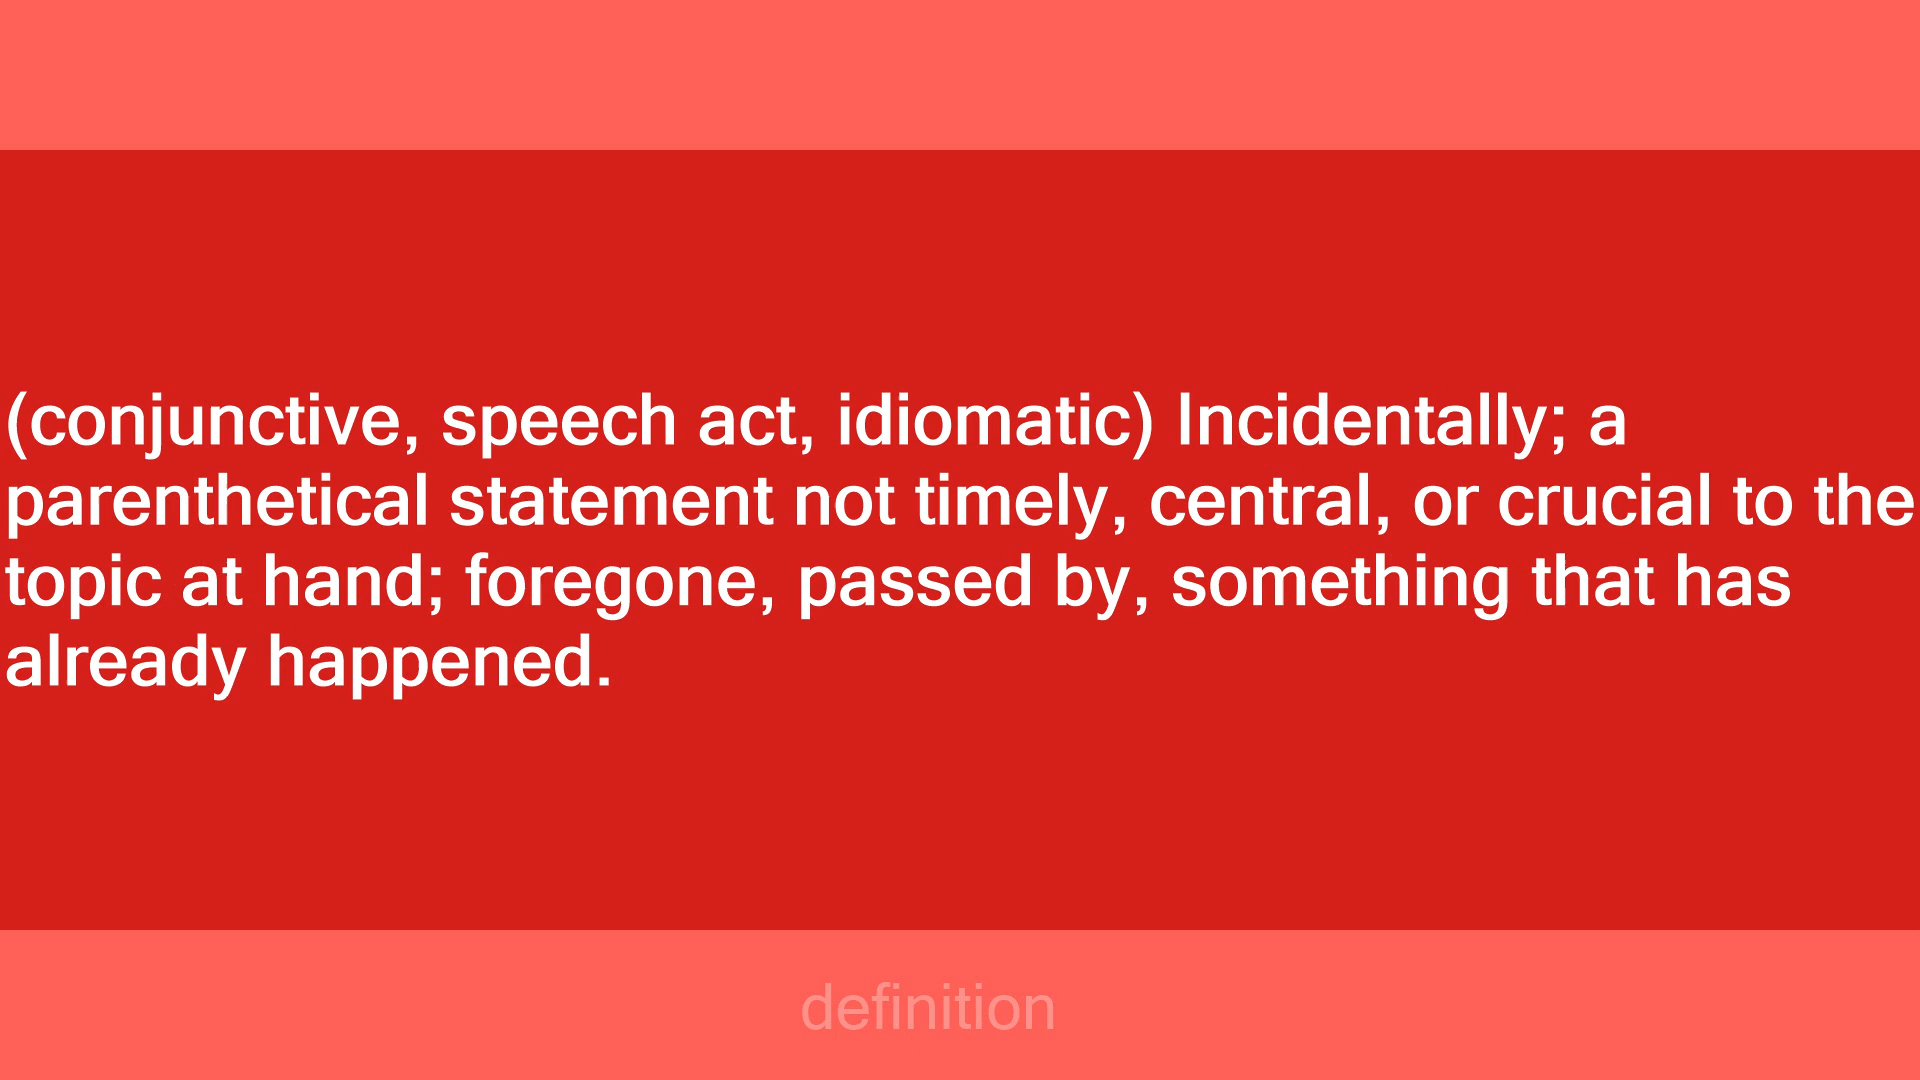 (conjunctive, speech act, idiomatic) Incidentally; a
parenthetical statement not timely, central, or crucial to the
topic at hand; foregone, passed by, something that has
already happened.
definition